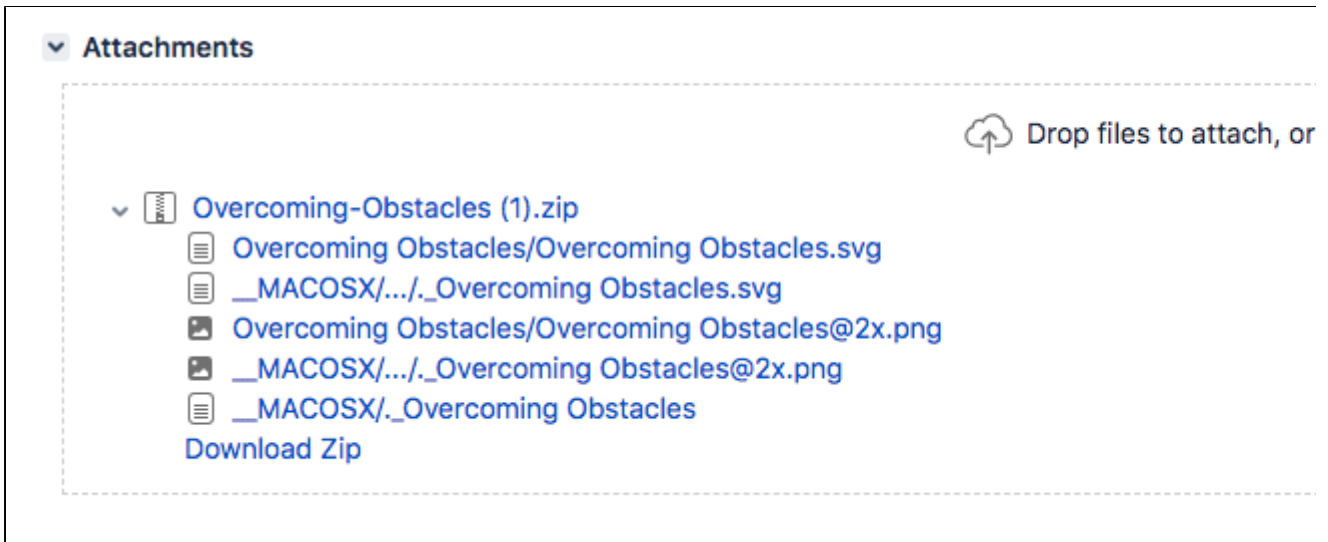 Attachments
Drop files to attach, or
Overcoming-Obstacles (1).zip
Overcoming Obstacles/Overcoming Obstacles.svg
__MACOSX/.../._Overcoming Obstacles.svg
Overcoming Obstacles/Overcoming Obstacles@2x.png
__MACOSX/.../._Overcoming Obstacles@2x.png
__MACOSX/._Overcoming Obstacles
Download Zip